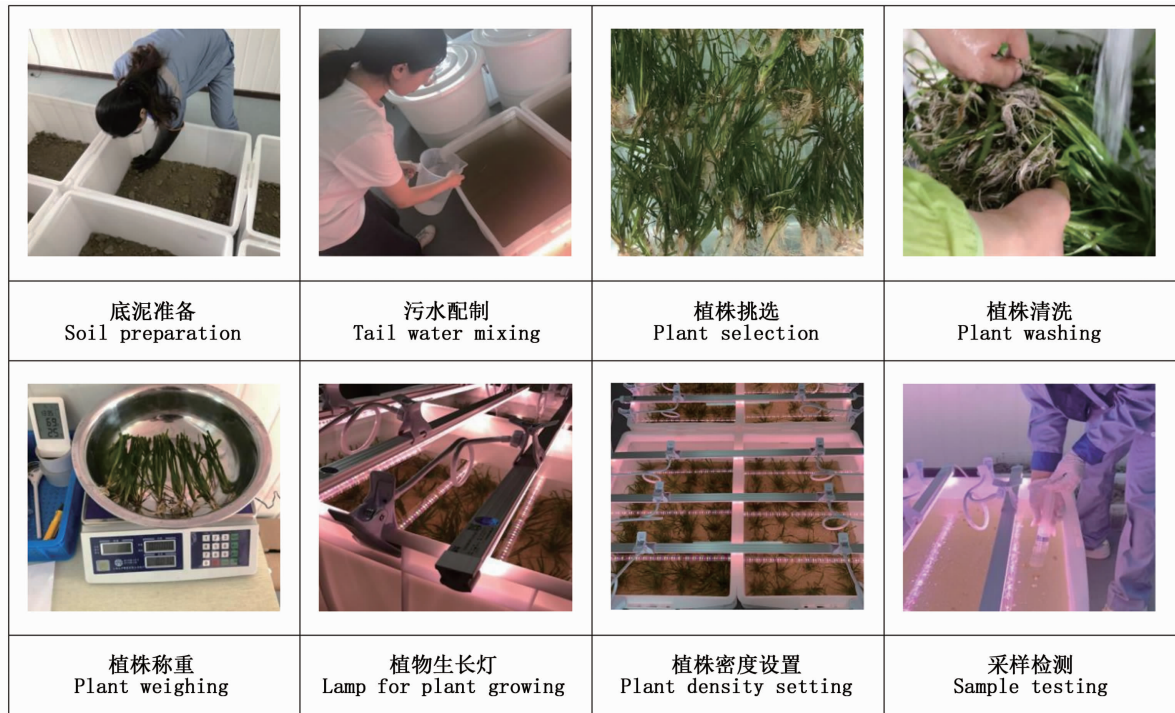 底泥准备
Soil preparation
污水配制
Tail water mixing
植株挑选
Plant selection
植株清洗
Plant washing
植株称重
Plant weighing
植物生长灯
Lamp for plant growing
植株密度设置
Plant density setting
采样检测
Sample testing